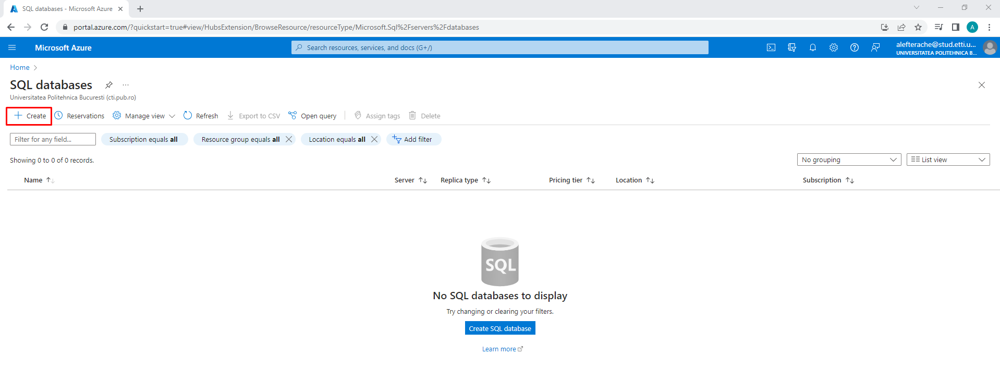 SQL databases - Microsoft Azure
portal.azure.com/?quickstart=true#view/HubsExtension/BrowseResource/resourceType/Microsoft.Sql%2Fservers%2Fdatabases
A
Microsoft Azure
Search resources, services, and docs (G+/)
alefterache@stud.etti.u...
UNIVERSITATEA POLITEHNICA B...
Home
SQL databases
Universitatea Politehnica Bucuresti (cti.pub.ro)
Create Reservations Manage view Refresh Export to CSV Open query Assign tags Delete
Filter for any field... Subscription equals all Resource group equals all Location equals all Add filter
Showing 0 to 0 of 0 records. No grouping List view
Name Server Replica type Pricing tier Location Subscription
SQL
No SQL databases to display
Try changing or clearing your filters.
Create SQL database
Learn more